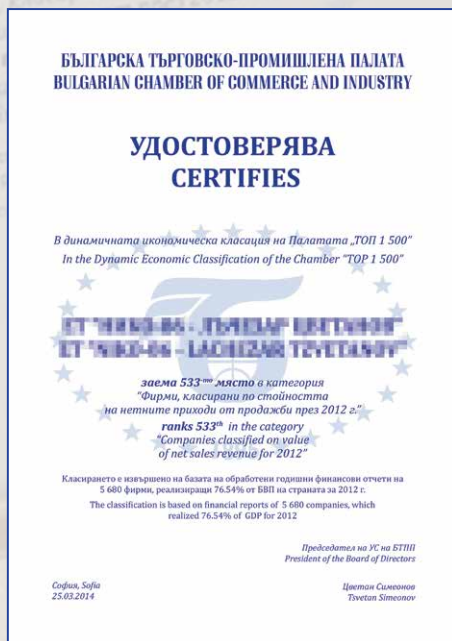 БЪЛГАРСКА ТЪРГОВСКО-ПРОМИШЛЕНА ПАЛАТА
BULGARIAN CHAMBER OF COMMERCE AND INDUSTRY
УДОСТОВЕРЯВА
CERTIFIES
В динамичната икономическа класация на Палатата „ТОП 1 500”
In the Dynamic Economic Classification of the Chamber “TOP 1 500”
заема 533-то място в категория
“Фирми, класирани по стойността
на нетните приходи от продажби през 2012 г.”
ranks 533th in the category
“Companies classified on value
of net sales revenue for 2012”
Класирането е извършено на базата на обработени годишни финансови отчети на
5 680 фирми, реализиращи 76.54% от БВП на страната за 2012 г.
The classification is based on financial reports of 5 680 companies, which
realized 76.54% of GDP for 2012
Председател на УС на БТПП
President of the Board of Directors
София, Sofia
25.03.2014
Цветан Симеонов
Tsvetan Simeonov